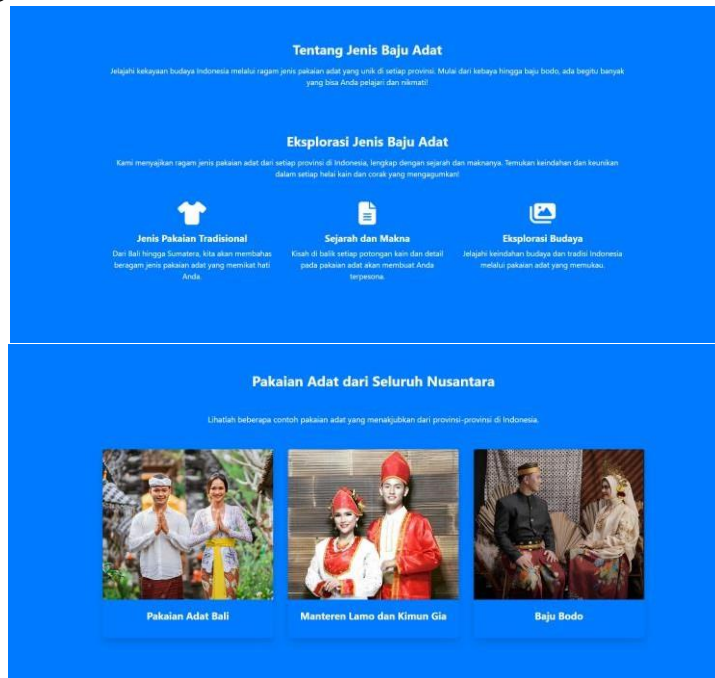 Tentang Jenis Baju Adat
Jelajahi kekayaan budaya Indonesia melalui ragam jenis pakaian adat yang unik di setiap provinsi. Mulai dari kebaya hingga baju bodo, ada begitu banyak
yang bisa Anda pelajari dan nikmati!
Eksplorasi Jenis Baju Adat
Kami menyajikan ragam jenis pakaian adat dari setiap provinsi di Indonesia, lengkap dengan sejarah dan maknanya. Temukan keindahan dan keunikan
dalam setiap helai kain dan corak yang mengagumkan!
Jenis Pakaian Tradisional
Dari Bali hingga Sumatera, kita akan membahas
beragam jenis pakaian adat yang memikat hati
Anda.
Sejarah dan Makna
Kisah di balik setiap potongan kain dan detail
pada pakaian adat akan membuat Anda
terpesona.
Eksplorasi Budaya
Jelajahi keindahan budaya dan tradisi Indonesia
melalui pakaian adat yang memukau.
Pakaian Adat dari Seluruh Nusantara
Lihatlah beberapa contoh pakaian adat yang menakjubkan dari provinsi-provinsi di Indonesia.
Pakaian Adat Bali
Manteren Lamo dan Kimun Gia
Baju Bodo